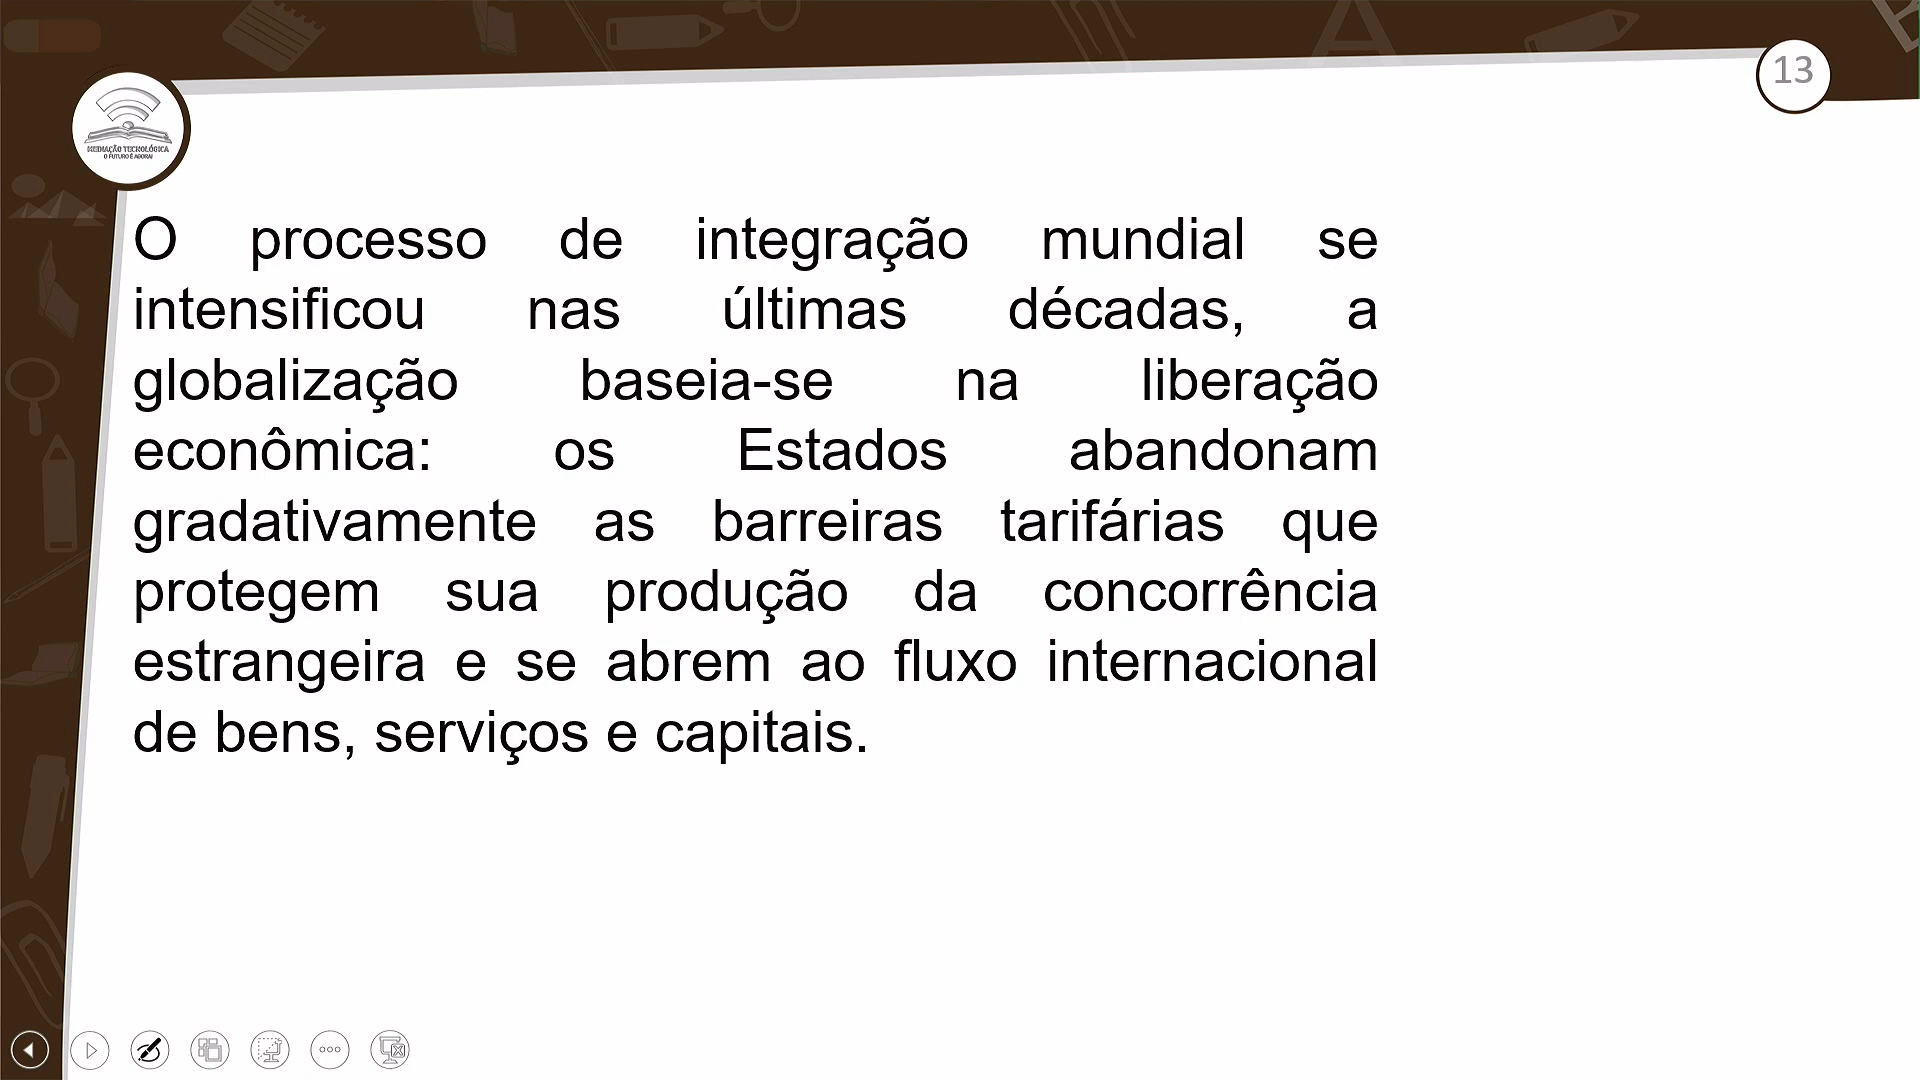 13
MEDIAÇÃO TECNOLÓGICA
O FUTURO É AGORA!
O processo de integração mundial se
intensificou nas últimas décadas, a
globalização baseia-se na liberação
econômica: os Estados abandonam
gradativamente as barreiras tarifárias que
protegem sua produção da concorrência
estrangeira e se abrem ao fluxo internacional
de bens, serviços e capitais.